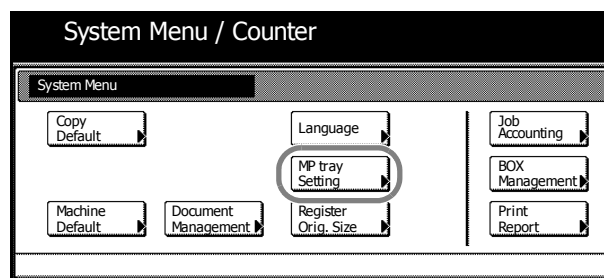 System Menu / Counter
System Menu
Copy
Default
Language
Job
Accounting
MP tray
Setting
BOX
Management
Machine
Default
Document
Management
Register
Orig. Size
Print
Report